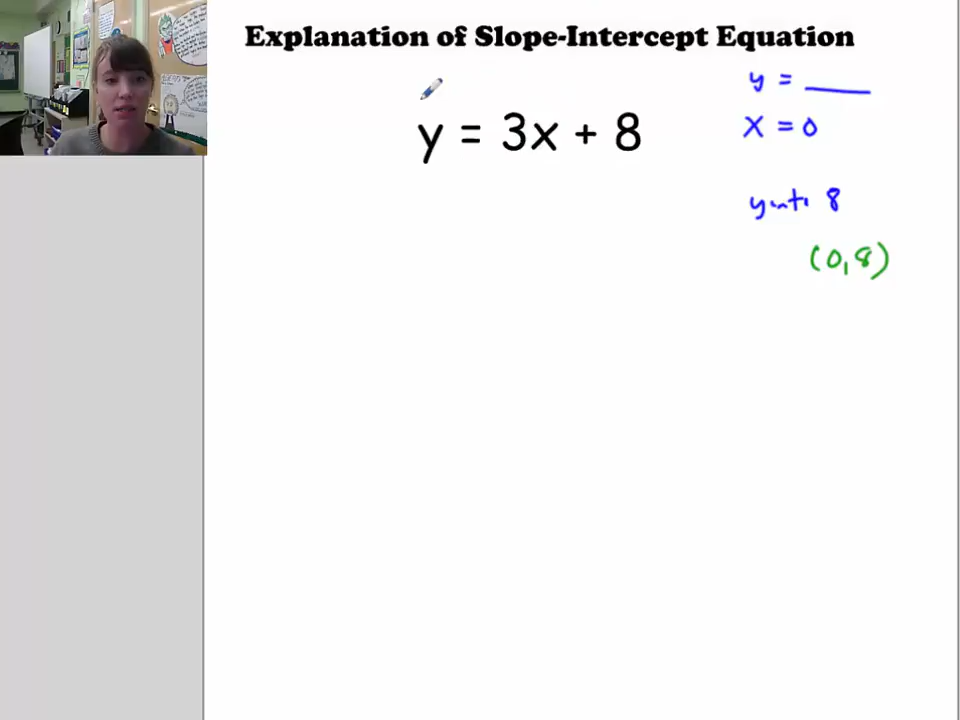 Explanation of Slope-Intercept Equation
y = 3x + 8
y = ___
x = 0
y-int: 8
(0,8)